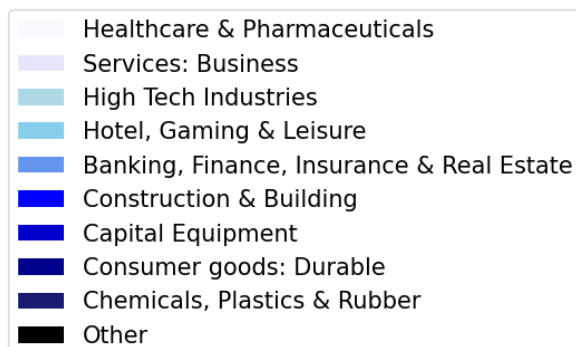 Healthcare & Pharmaceuticals
Services: Business
High Tech Industries
Hotel, Gaming & Leisure
Banking, Finance, Insurance & Real Estate
Construction & Building
Capital Equipment
Consumer goods: Durable
Chemicals, Plastics & Rubber
Other